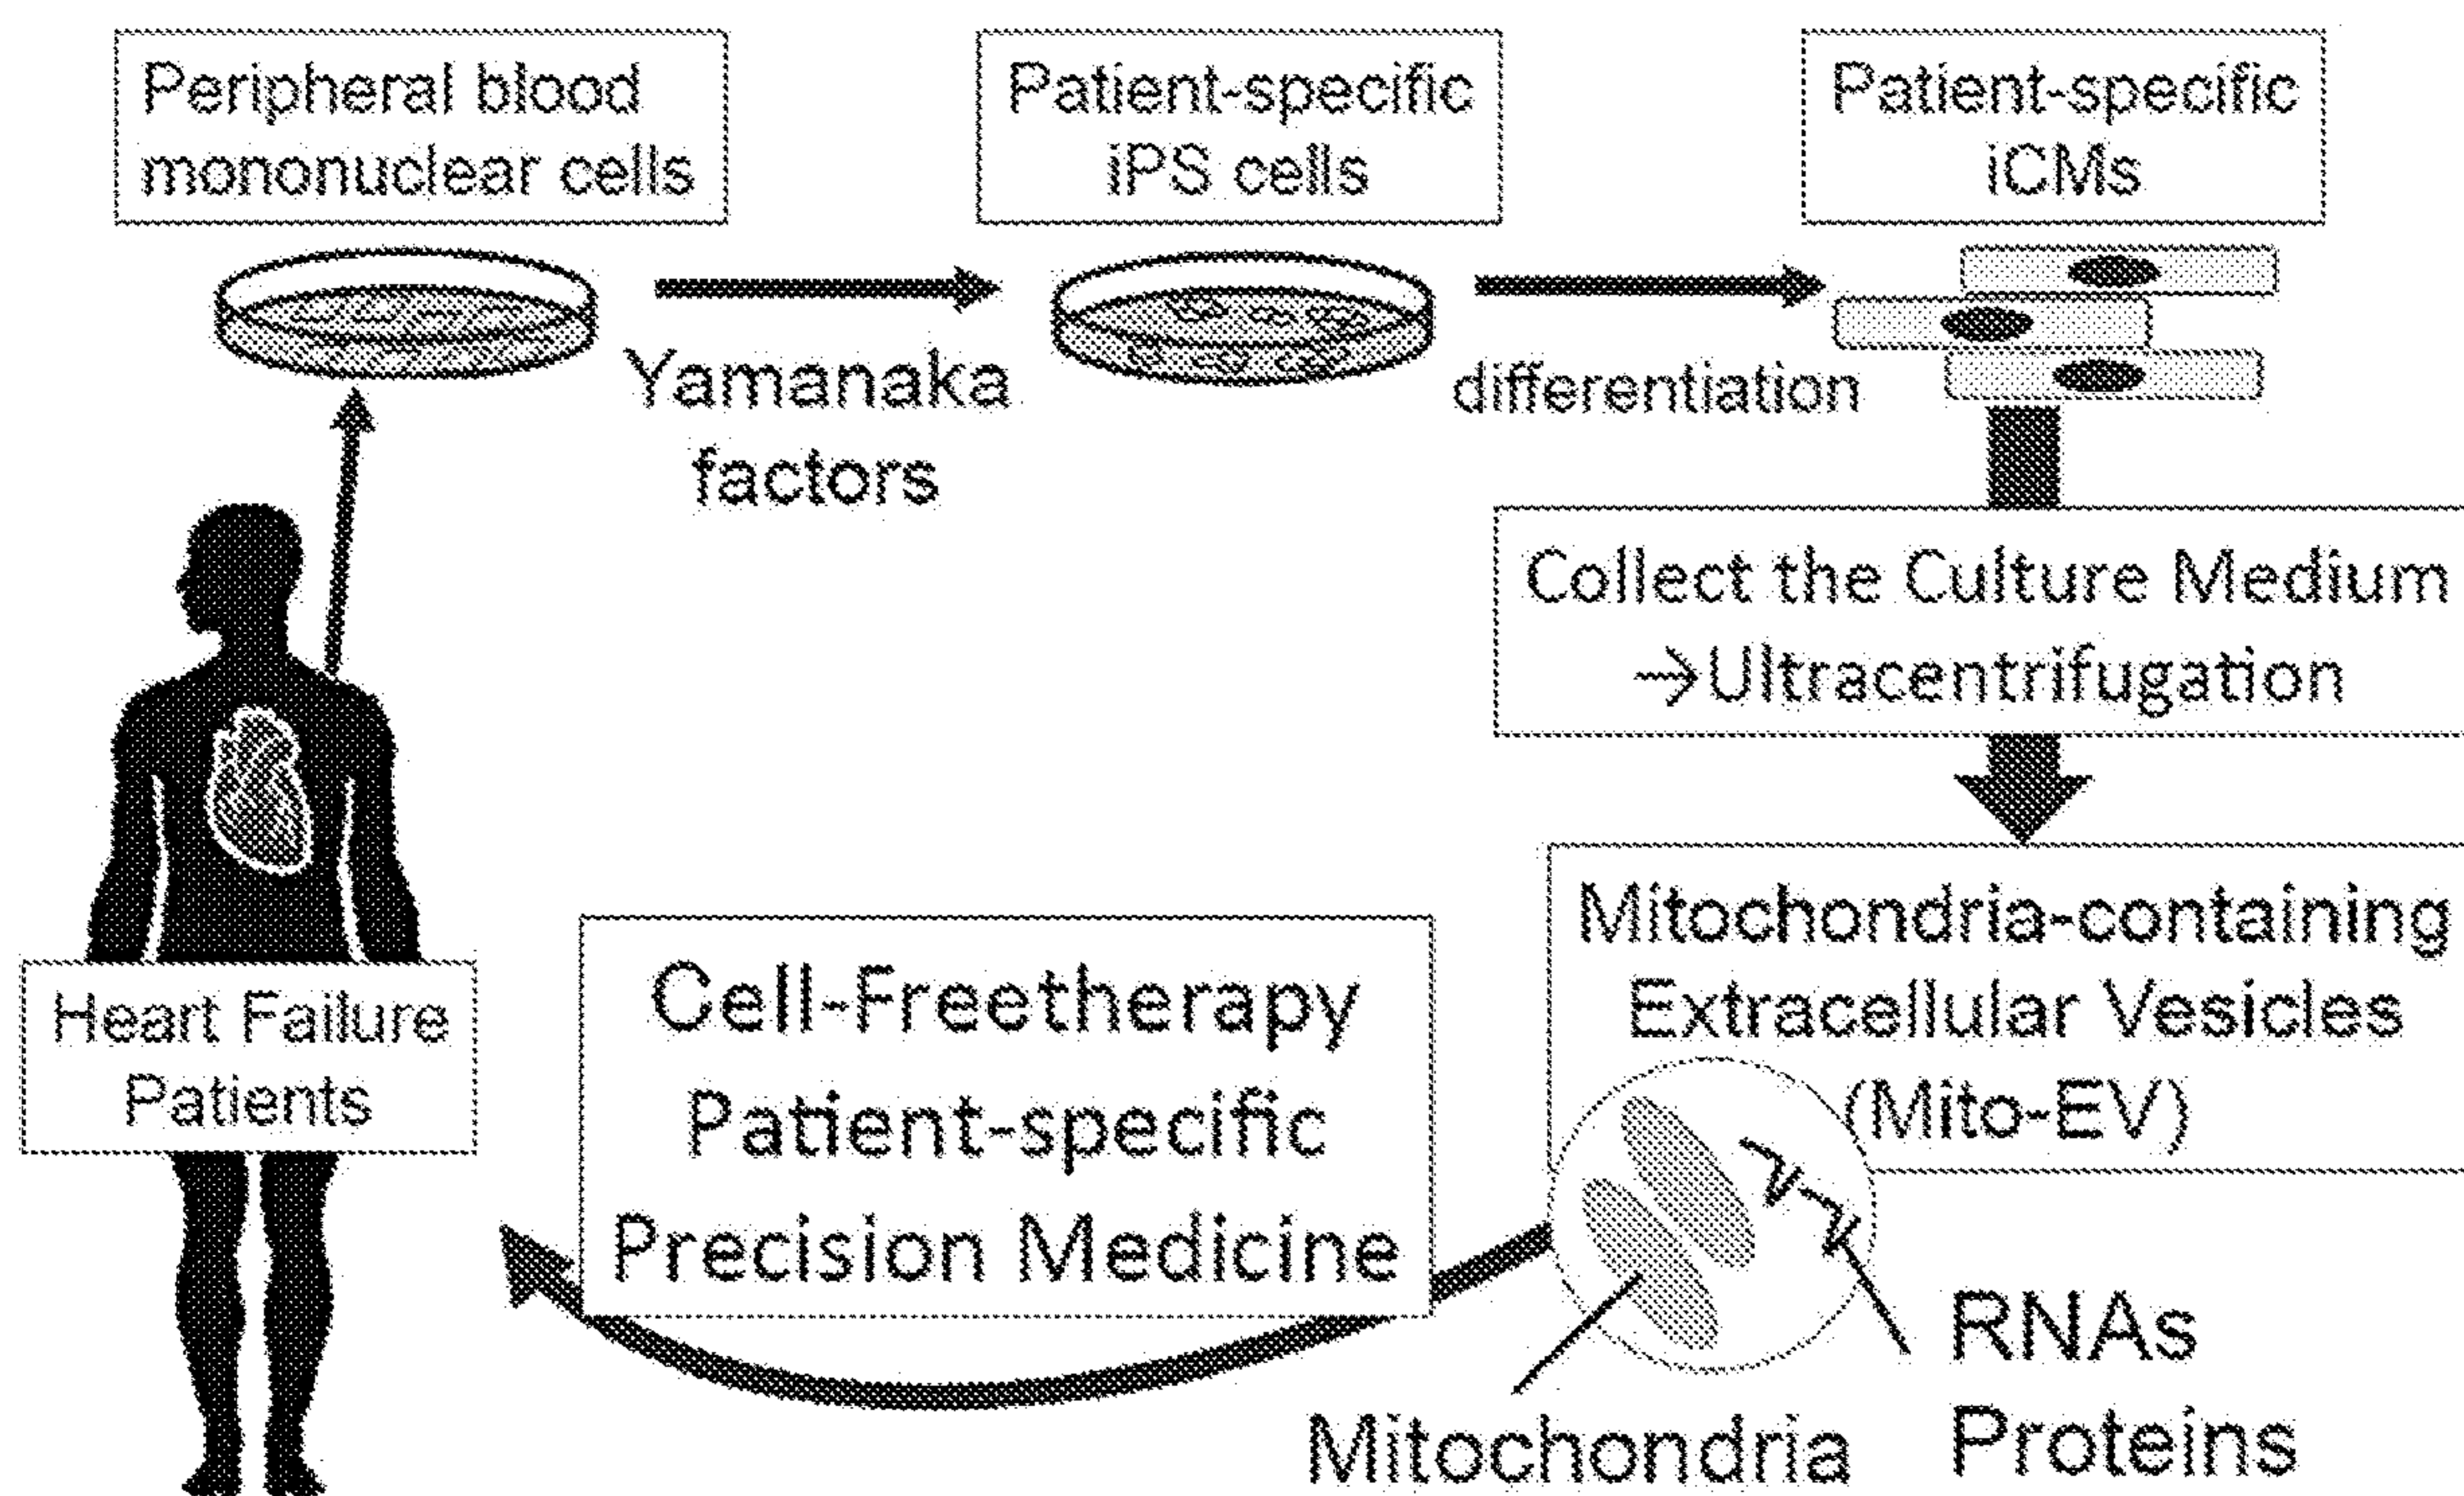 Peripheral blood
mononuclear cells
Patient-specific
iPS cells
Patient-specific
iCMs
Yamanaka
factors
differentiation
Collect the Culture Medium
→Ultracentrifugation
Mitochondria-containing
Extracellular Vesicles
(Mito-EV)
Heart Failure
Patients
Cell-Freetherapy
Patient-specific
Precision Medicine
Mitochondria
RNAs
Proteins